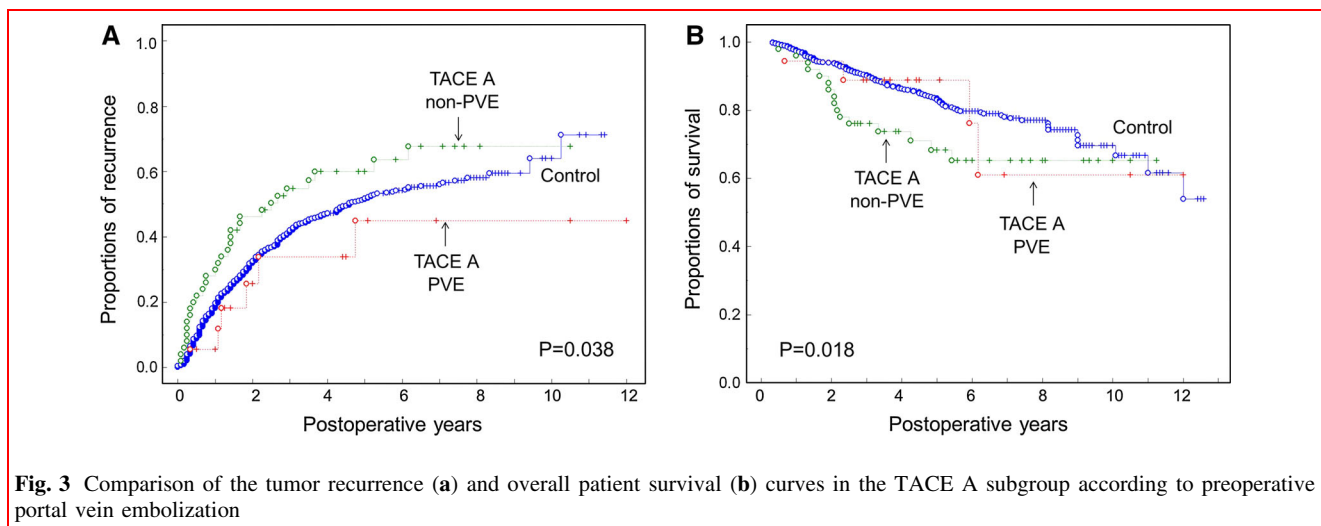 A
Proportions of recurrence
1.0
0.8
0.6
0.4
0.2
0.0
TACE A
non-PVE
Control
TACE A
PVE
P=0.038
0 2 4 6 8 10 12
Postoperative years
B
Proportions of survival
1.0
0.8
0.6
0.4
0.2
0.0
Control
TACE A
non-PVE
TACE A
PVE
P=0.018
0 2 4 6 8 10 12
Postoperative years
Fig. 3 Comparison of the tumor recurrence (a) and overall patient survival (b) curves in the TACE A subgroup according to preoperative
portal vein embolization